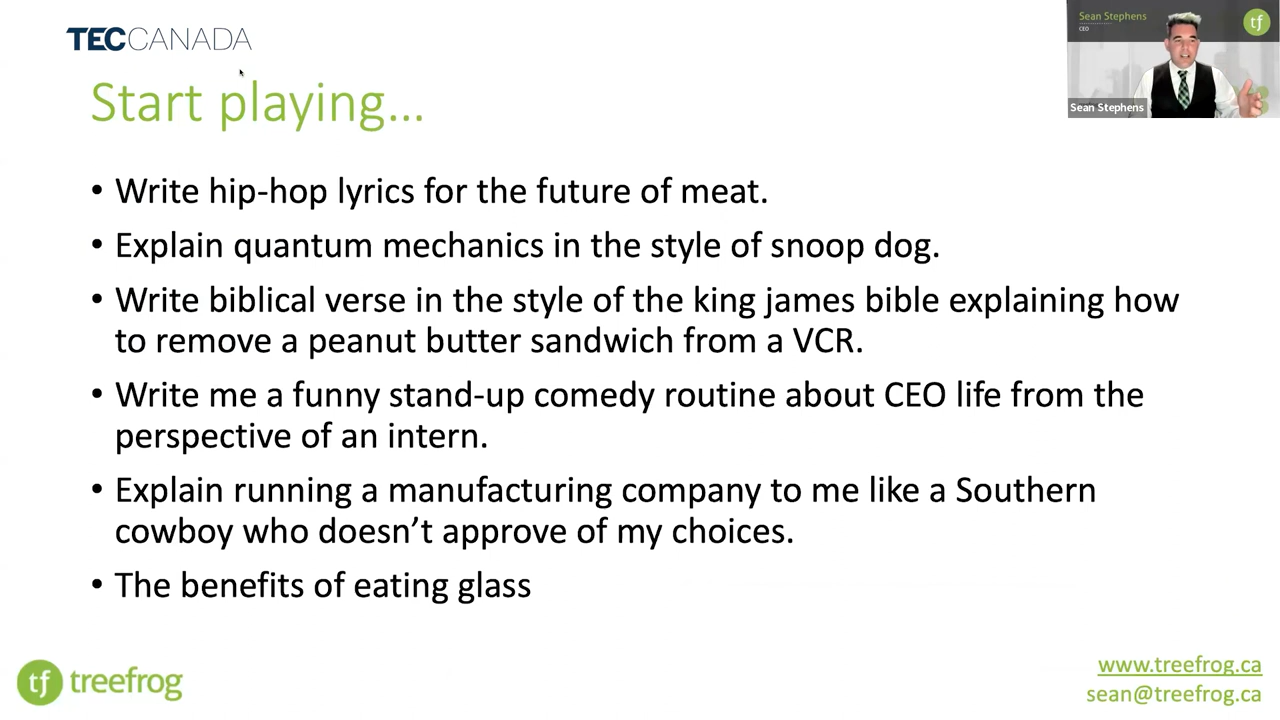 TEC CANADA
Sean Stephens
CEO
tf
Sean Stephens
Start playing...
• Write hip-hop lyrics for the future of meat.
• Explain quantum mechanics in the style of snoop dog.
• Write biblical verse in the style of the king james bible explaining how
to remove a peanut butter sandwich from a VCR.
• Write me a funny stand-up comedy routine about CEO life from the
perspective of an intern.
• Explain running a manufacturing company to me like a Southern
cowboy who doesn’t approve of my choices.
• The benefits of eating glass
tf treefrog
www.treefrog.ca
sean@treefrog.ca